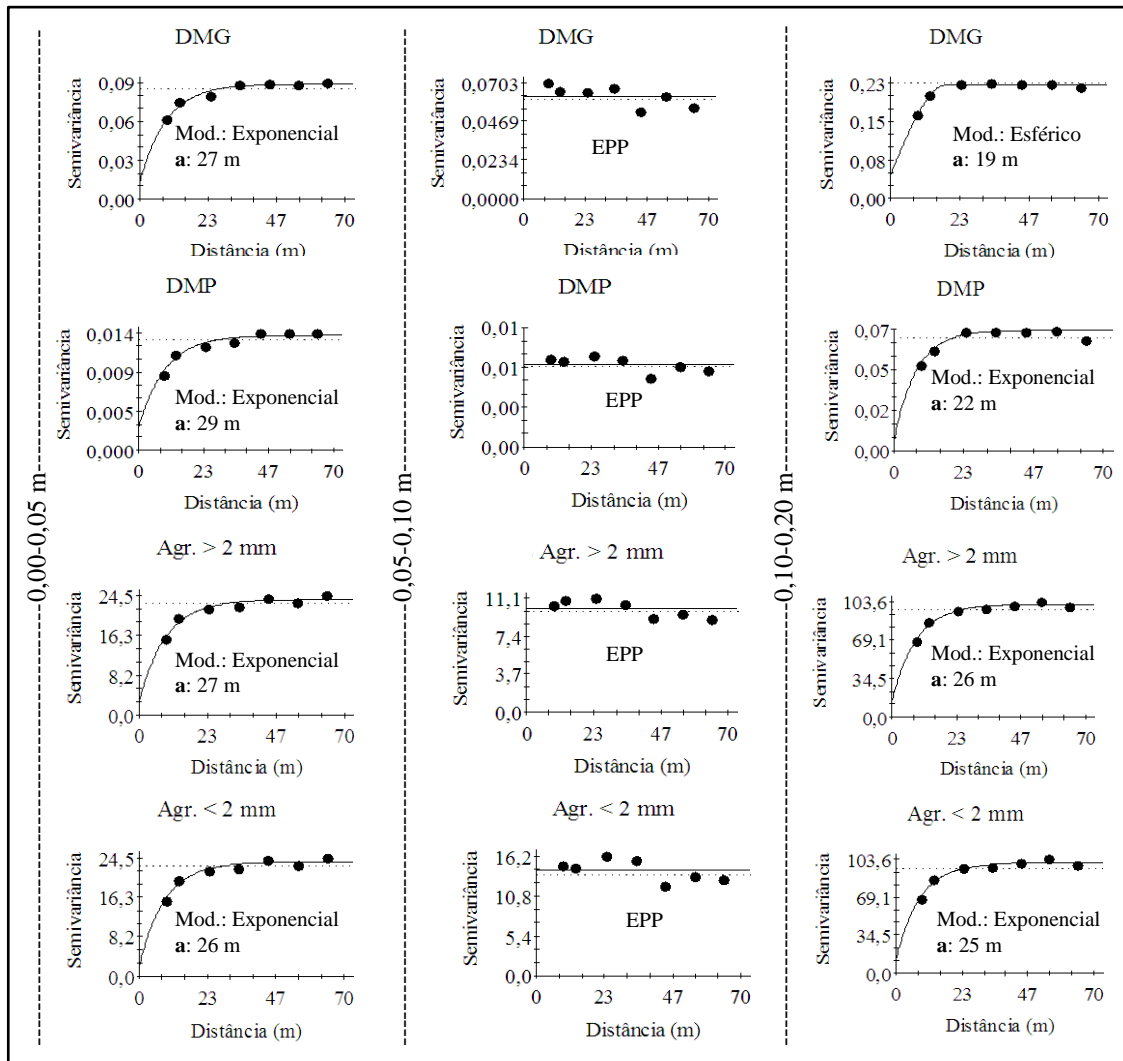 0,00-0,05 m
DMG
Semivariância
0,09
0,06
0,03
0,00
Mod.: Exponencial
a: 27 m
0 23 47 70
Distância (m)
DMP
Semivariância
0,014
0,009
0,005
0,000
Mod.: Exponencial
a: 29 m
0 23 47 70
Distância (m)
Agr. > 2 mm
Semivariância
24,5
16,3
8,2
0,0
Mod.: Exponencial
a: 27 m
0 23 47 70
Distância (m)
Agr. < 2 mm
Semivariância
24,5
16,3
8,2
0,0
Mod.: Exponencial
a: 26 m
0 23 47 70
Distância (m)
0,05-0,10 m
DMG
Semivariância
0,0703
0,0469
0,0234
0,0000
EPP
0 23 47 70
Distância (m)
DMP
Semivariância
0,01
0,01
0,00
0,00
EPP
0 23 47 70
Distância (m)
Agr. > 2 mm
Semivariância
11,1
7,4
3,7
0,0
EPP
0 23 47 70
Distância (m)
Agr. < 2 mm
Semivariância
16,2
10,8
5,4
0,0
EPP
0 23 47 70
Distância (m)
0,10-0,20 m
DMG
Semivariância
0,23
0,15
0,08
0,00
Mod.: Esférico
a: 19 m
0 23 47 70
Distância (m)
DMP
Semivariância
0,07
0,05
0,02
0,00
Mod.: Exponencial
a: 22 m
0 23 47 70
Distância (m)
Agr. > 2 mm
Semivariância
103,6
69,1
34,5
0,0
Mod.: Exponencial
a: 26 m
0 23 47 70
Distância (m)
Agr. < 2 mm
Semivariância
103,6
69,1
34,5
0,0
Mod.: Exponencial
a: 25 m
0 23 47 70
Distância (m)